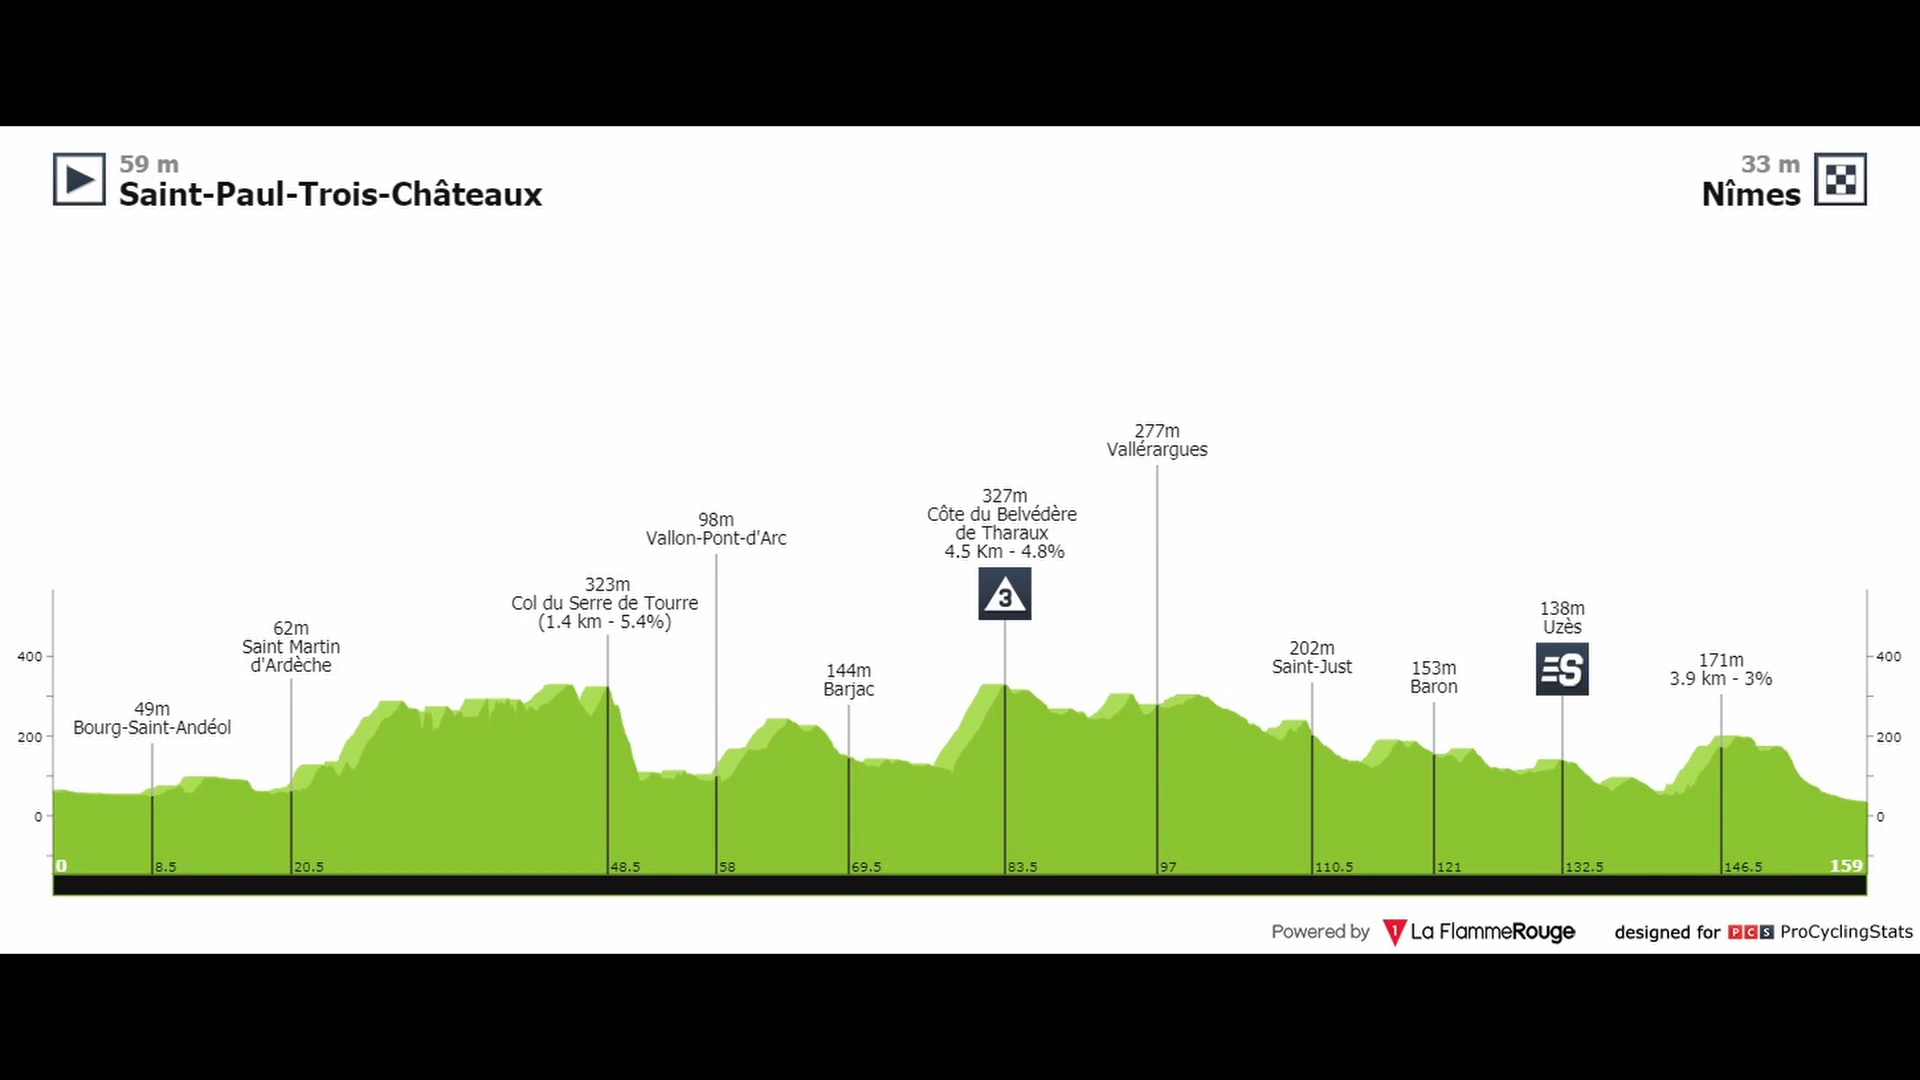 59 m
Saint-Paul-Trois-Châteaux
33 m
Nîmes
277m
Vallérargues
327m
Côte du Belvédère
de Tharaux
4.5 Km - 4.8%
3
98m
Vallon-Pont-d'Arc
323m
Col du Serre de Tourre
(1.4 km - 5.4%)
138m
Uzès
S
62m
Saint Martin
d'Ardèche
202m
Saint-Just
153m
Baron
171m
3.9 km - 3%
144m
Barjac
49m
Bourg-Saint-Andéol
400
200
0
400
200
0
0 8.5 20.5 48.5 58 69.5 83.5 97 110.5 121 132.5 146.5 159
Powered by 1 La FlammeRouge designed for PCS ProCyclingStats